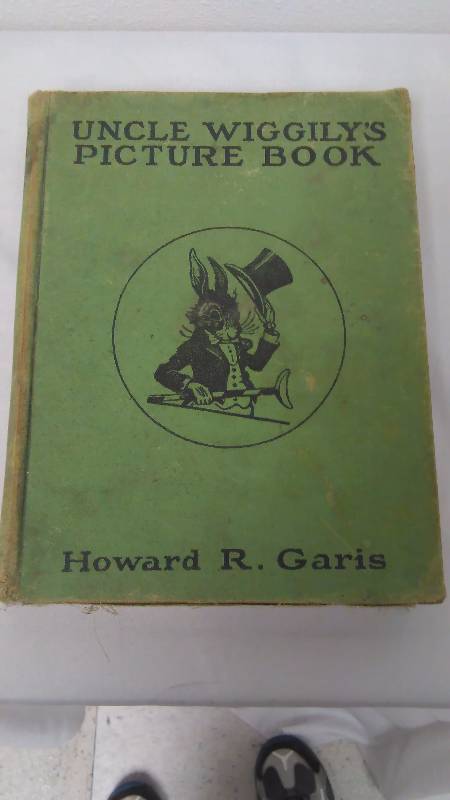 UNCLE WIGGILY'S
PICTURE BOOK
Howard R. Garis